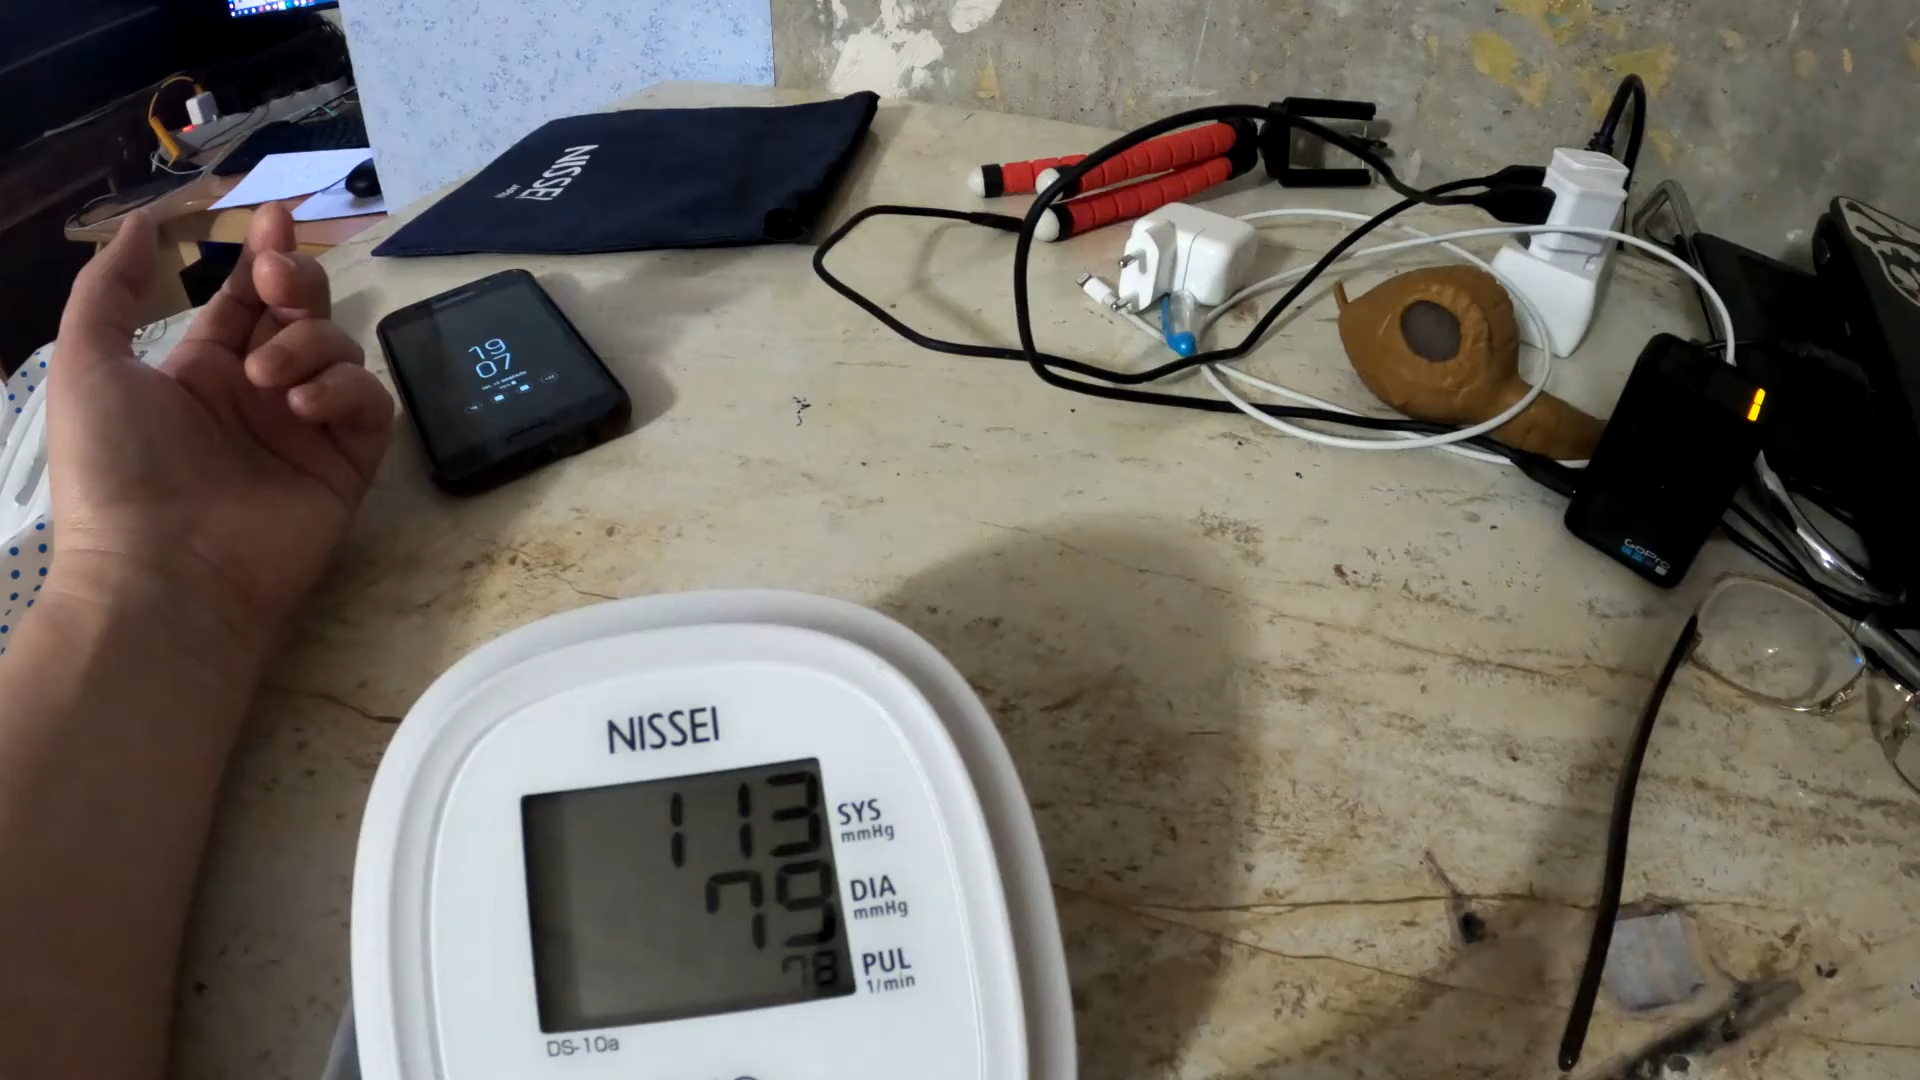 NISSEI
19
07
GoPro
NISSEI
113
SYS
mmHg
79
DIA
mmHg
78
PUL
1/min
DS-10a